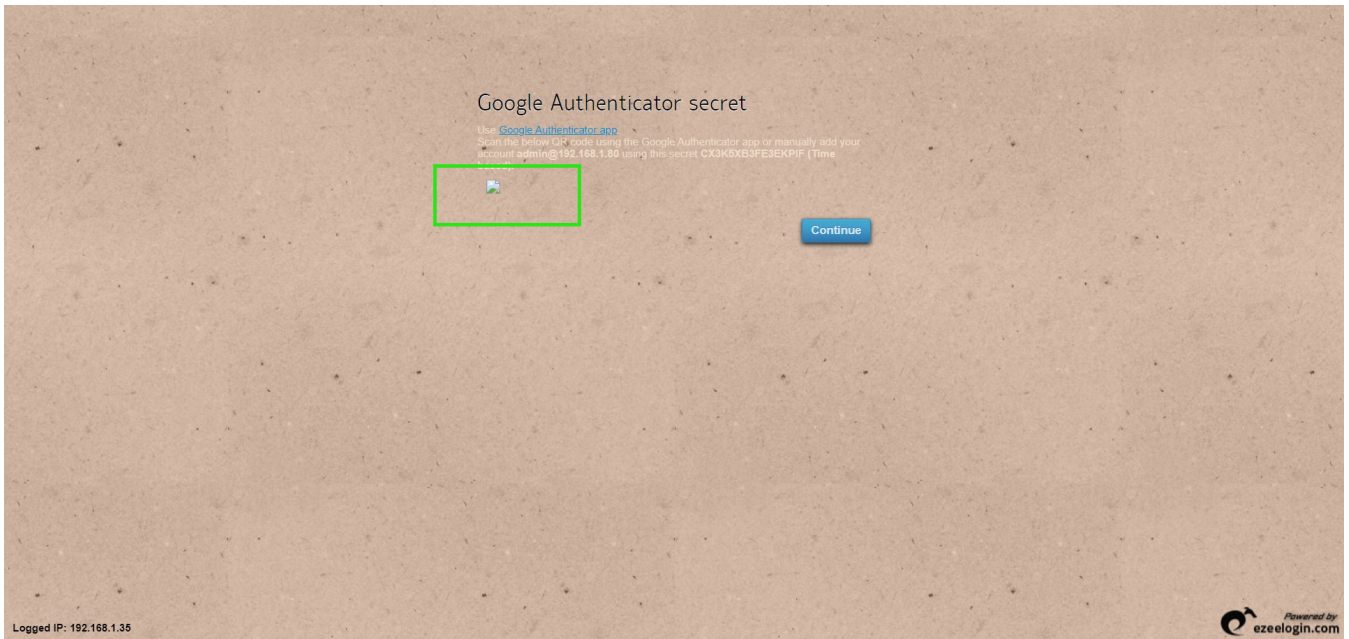 Google Authenticator secret
Use Google Authenticator app
Scan the below QR code using the Google Authenticator app or manually add your
account admin@192.168.1.80 using this secret CX3K5XB3FE3EKPIF (Time
based).
Continue
Logged IP: 192.168.1.35
Powered by
ezeelogin.com